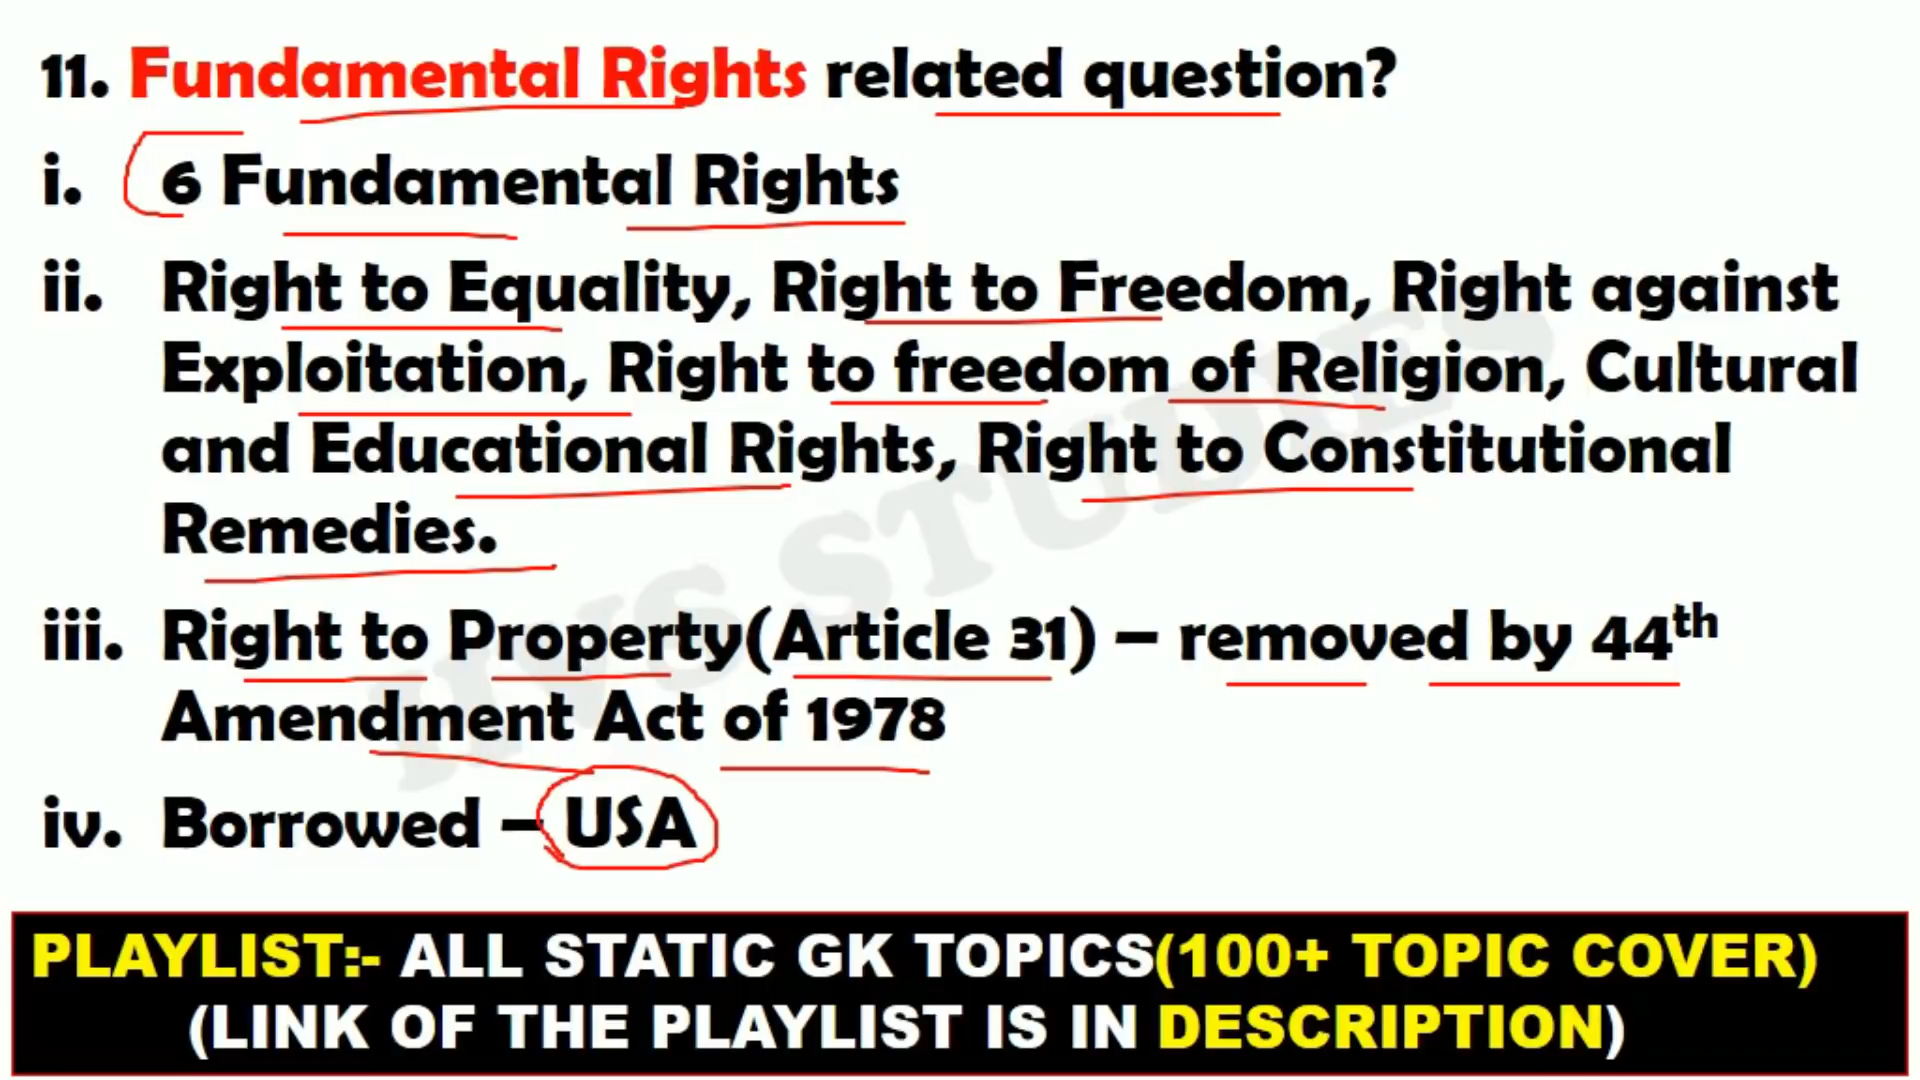 11. Fundamental Rights related question?
i. 6 Fundamental Rights
ii. Right to Equality, Right to Freedom, Right against
Exploitation, Right to freedom of Religion, Cultural
and Educational Rights, Right to Constitutional
Remedies.
iii. Right to Property(Article 31) – removed by 44th
Amendment Act of 1978
iv. Borrowed – USA
PLAYLIST:- ALL STATIC GK TOPICS(100+ TOPIC COVER)
(LINK OF THE PLAYLIST IS IN DESCRIPTION)